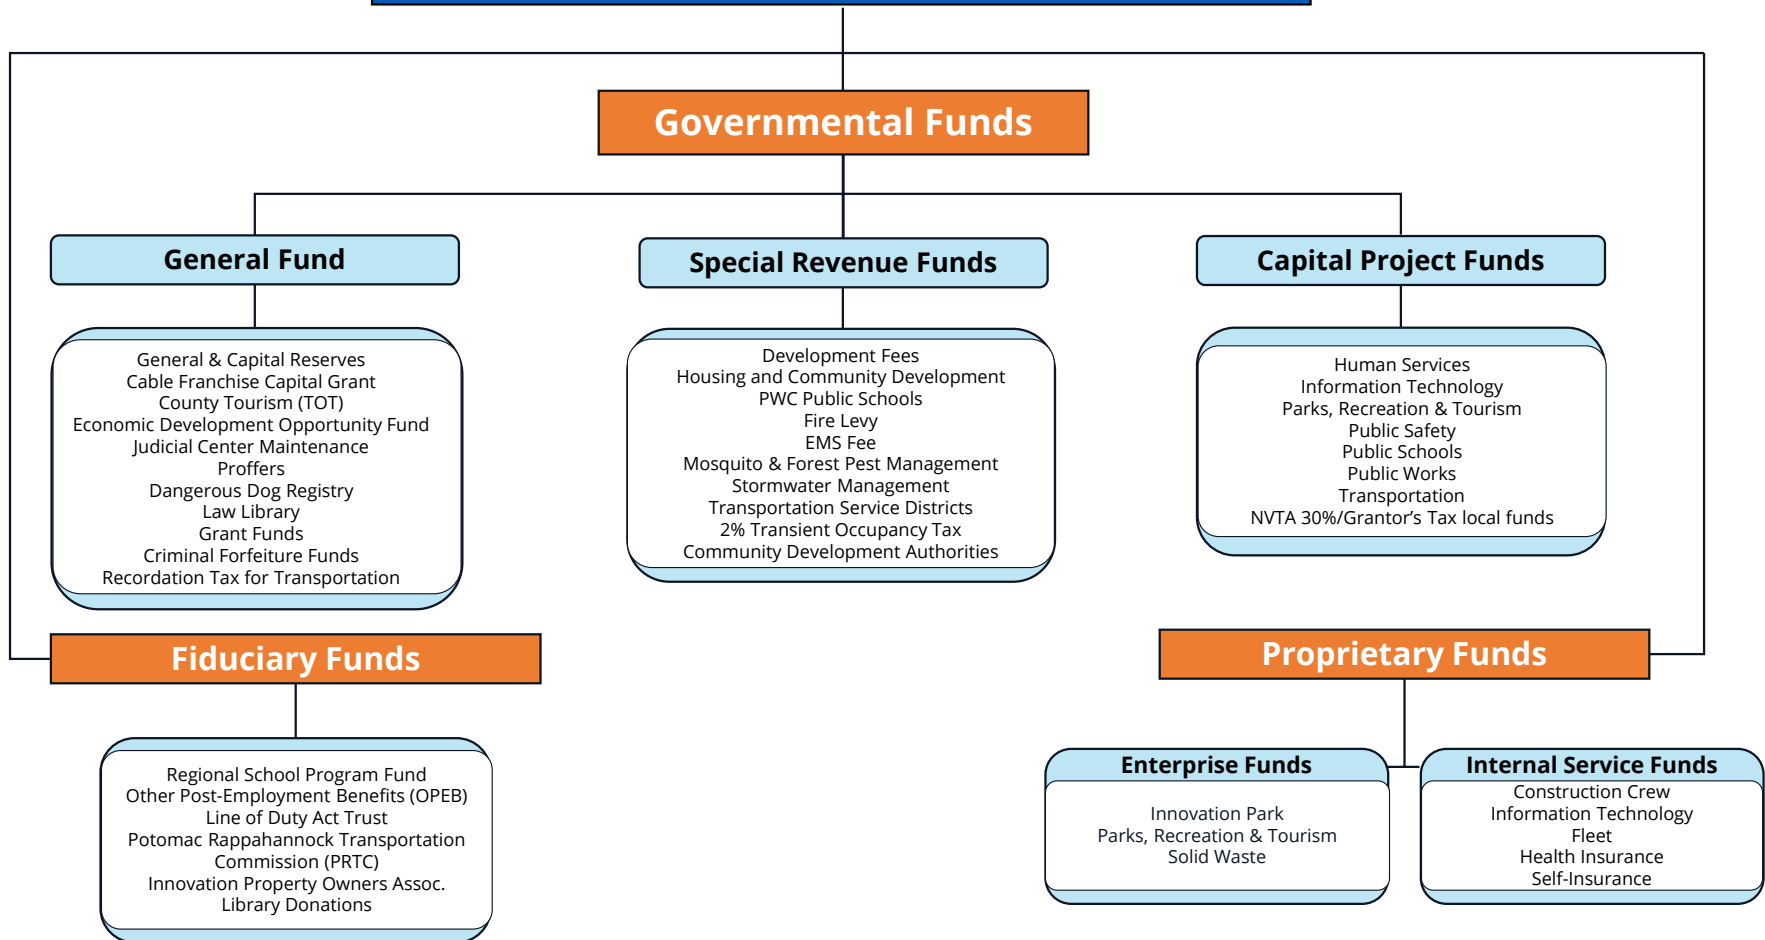 Governmental Funds
General Fund
Special Revenue Funds
Capital Project Funds
General & Capital Reserves
Cable Franchise Capital Grant
County Tourism (TOT)
Economic Development Opportunity Fund
Judicial Center Maintenance
Proffers
Dangerous Dog Registry
Law Library
Grant Funds
Criminal Forfeiture Funds
Recordation Tax for Transportation
Development Fees
Housing and Community Development
PWC Public Schools
Fire Levy
EMS Fee
Mosquito & Forest Pest Management
Stormwater Management
Transportation Service Districts
2% Transient Occupancy Tax
Community Development Authorities
Human Services
Information Technology
Parks, Recreation & Tourism
Public Safety
Public Schools
Public Works
Transportation
NVTA 30%/Grantor’s Tax local funds
Fiduciary Funds
Regional School Program Fund
Other Post-Employment Benefits (OPEB)
Line of Duty Act Trust
Potomac Rappahannock Transportation
Commission (PRTC)
Innovation Property Owners Assoc.
Library Donations
Proprietary Funds
Enterprise Funds
Innovation Park
Parks, Recreation & Tourism
Solid Waste
Internal Service Funds
Construction Crew
Information Technology
Fleet
Health Insurance
Self-Insurance